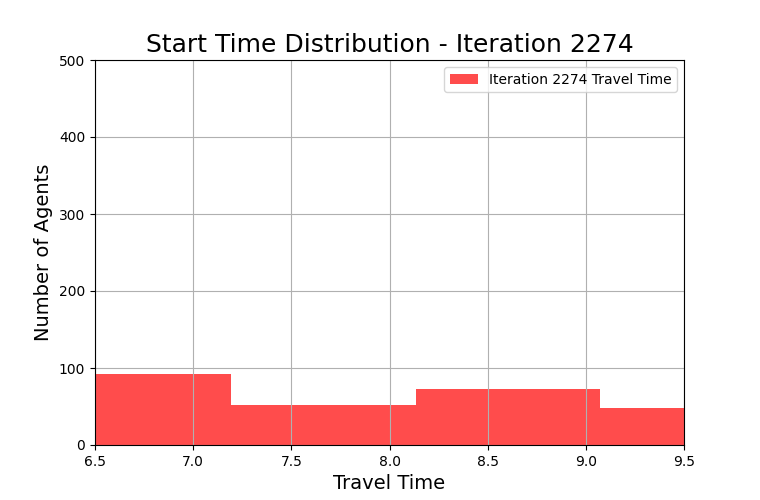 Start Time Distribution - Iteration 2274
Iteration 2274 Travel Time
Number of Agents
500
400
300
200
100
0
6.5 7.0 7.5 8.0 8.5 9.0 9.5
Travel Time